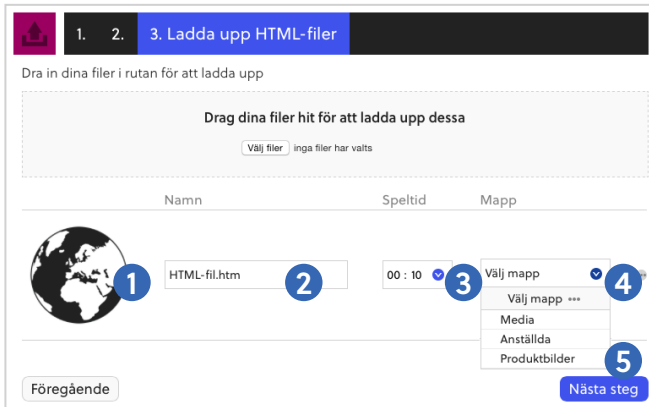 1. 2. 3. Ladda upp HTML-filer
Dra in dina filer i rutan för att ladda upp
Drag dina filer hit för att ladda upp dessa
Välj filer inga filer har valts
Namn Speltid Mapp
1 HTML-fil.htm 2 00 : 10 3 Välj mapp 4
Välj mapp •••
Media
Anställda
Produktbilder 5
Föregående Nästa steg